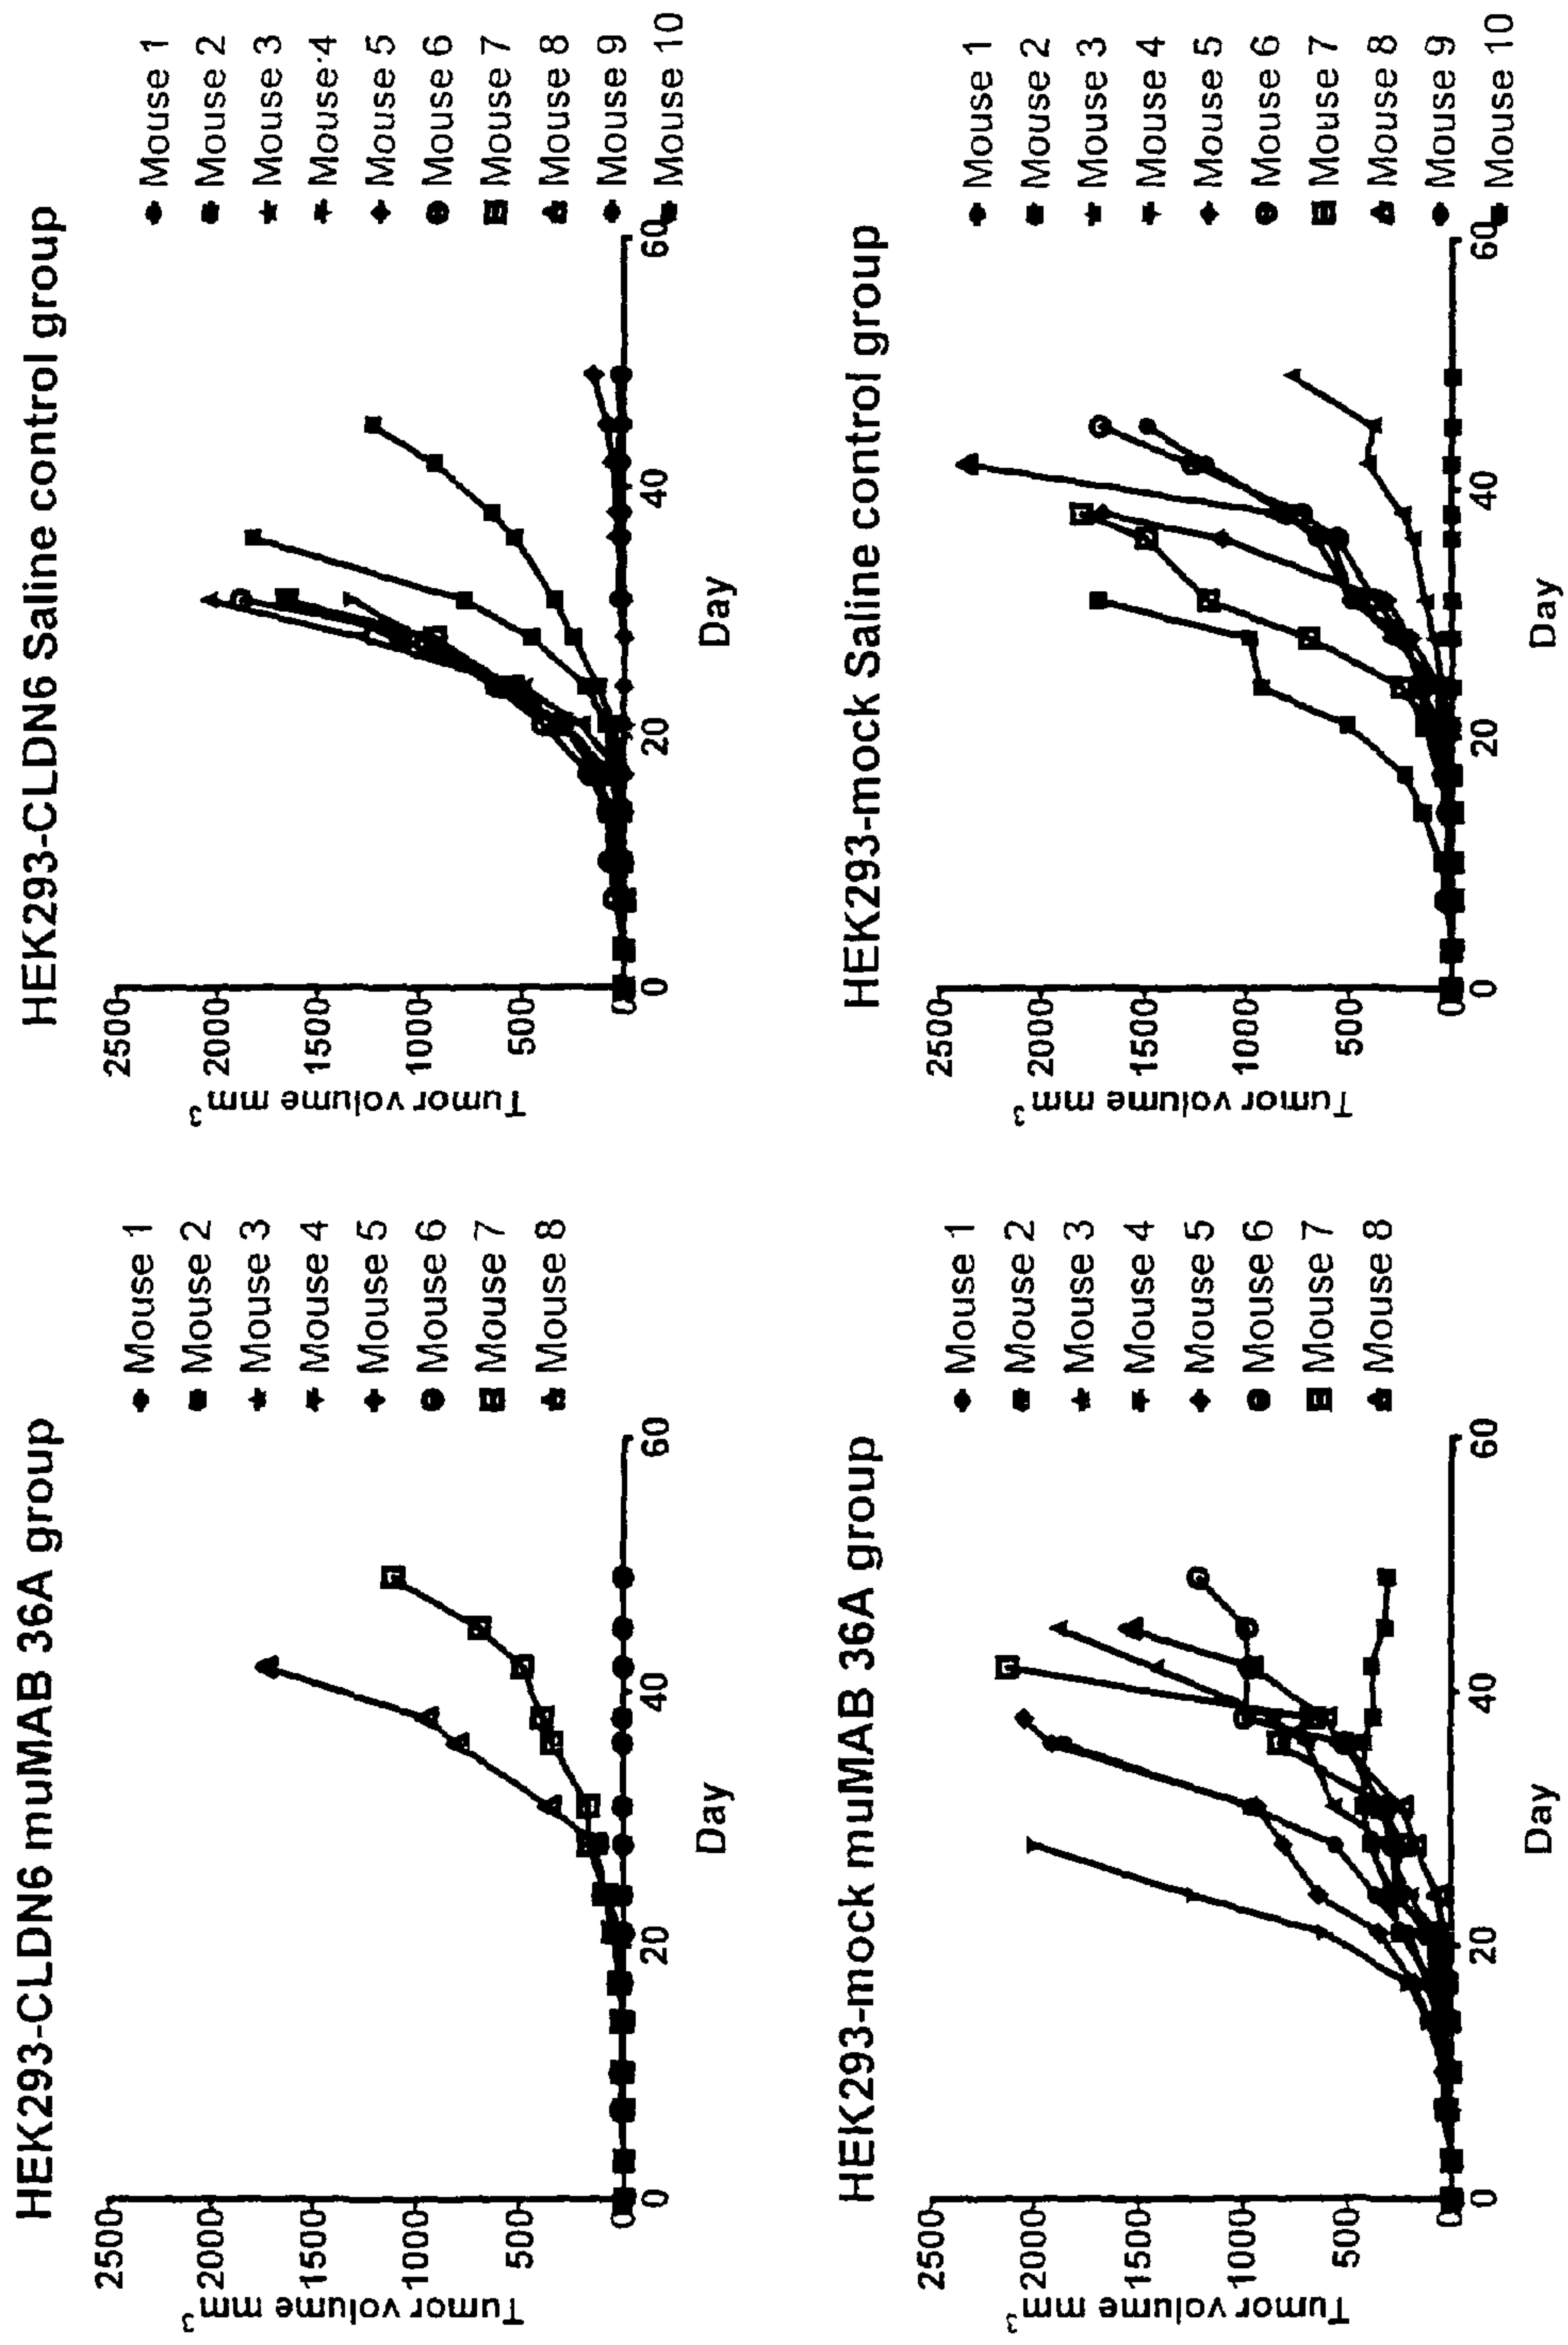 HEK293-CLDN6 muMAB 36A group
Tumor volume mm3
2500
2000
1500
1000
500
0
0
20
40
60
Day
Mouse 1
Mouse 2
Mouse 3
Mouse 4
Mouse 5
Mouse 6
Mouse 7
Mouse 8
HEK293-CLDN6 Saline control group
Tumor volume mm3
2500
2000
1500
1000
500
0
0
20
40
60
Day
Mouse 1
Mouse 2
Mouse 3
Mouse 4
Mouse 5
Mouse 6
Mouse 7
Mouse 8
Mouse 9
Mouse 10
HEK293-mock muMAB 36A group
Tumor volume mm3
2500
2000
1500
1000
500
0
0
20
40
60
Day
Mouse 1
Mouse 2
Mouse 3
Mouse 4
Mouse 5
Mouse 6
Mouse 7
Mouse 8
HEK293-mock Saline control group
Tumor volume mm3
2500
2000
1500
1000
500
0
0
20
40
60
Day
Mouse 1
Mouse 2
Mouse 3
Mouse 4
Mouse 5
Mouse 6
Mouse 7
Mouse 8
Mouse 9
Mouse 10